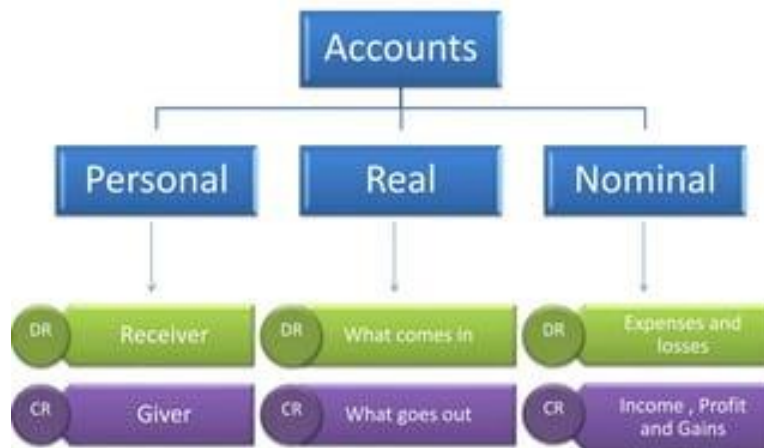 Accounts
Personal
Real
Nominal
DR
Receiver
DR
What comes in
DR
Expenses and
losses
CR
Giver
CR
What goes out
CR
Income , Profit
and Gains